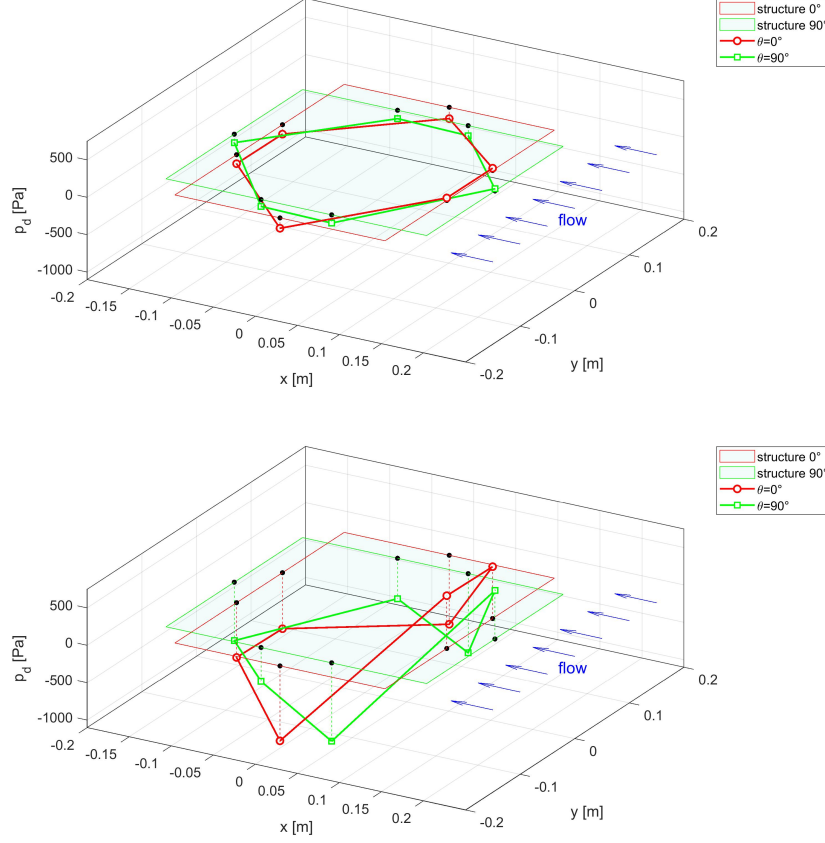 structure 0°
structure 90°
θ=0°
θ=90°
500
0
-500
-1000
p_d [Pa]
-0.2
-0.15
-0.1
-0.05
0
0.05
0.1
0.15
0.2
x [m]
-0.2
-0.1
0
0.1
0.2
y [m]
flow
structure 0°
structure 90°
θ=0°
θ=90°
500
0
-500
-1000
p_d [Pa]
-0.2
-0.15
-0.1
-0.05
0
0.05
0.1
0.15
0.2
x [m]
-0.2
-0.1
0
0.1
0.2
y [m]
flow